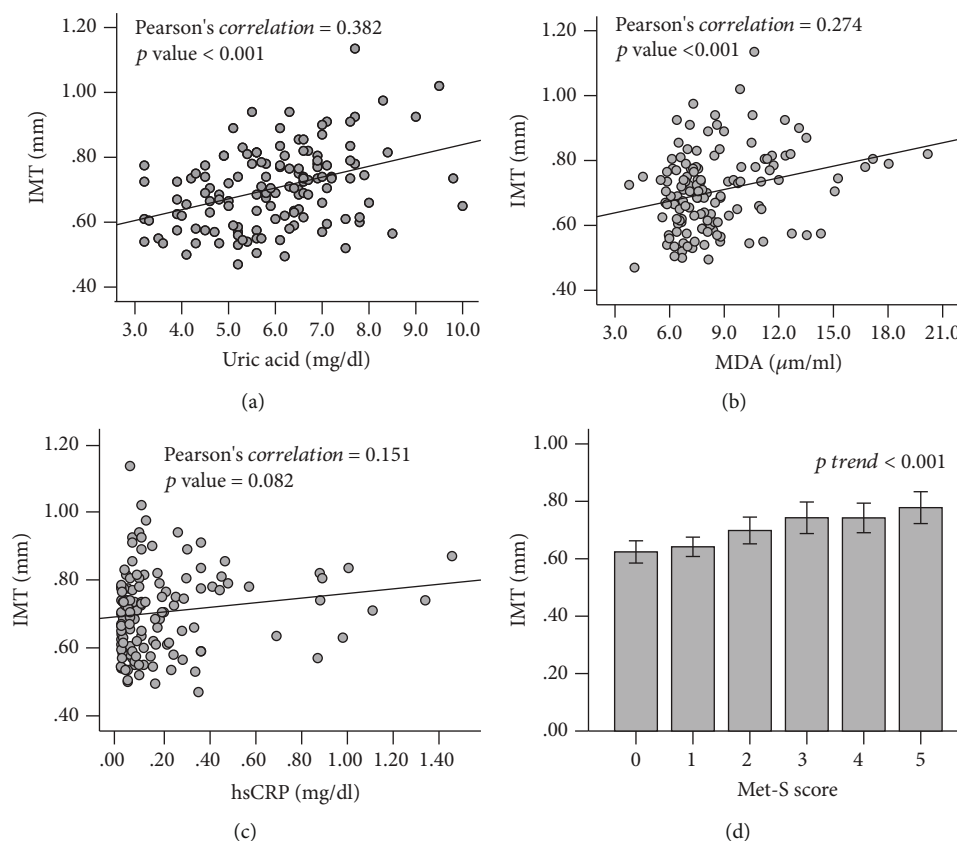 Pearson's correlation = 0.382
p value < 0.001
1.20
1.00
.80
.60
.40
IMT (mm)
3.0 4.0 5.0 6.0 7.0 8.0 9.0 10.0
Uric acid (mg/dl)
(a)
Pearson's correlation = 0.274
p value <0.001
1.20
1.00
.80
.60
.40
IMT (mm)
3.0 6.0 9.0 12.0 15.0 18.0 21.0
MDA (μm/ml)
(b)
Pearson's correlation = 0.151
p value = 0.082
1.20
1.00
.80
.60
.40
IMT (mm)
.00 .20 .40 .60 .80 1.00 1.20 1.40
hsCRP (mg/dl)
(c)
p trend < 0.001
1.00
.80
.60
.40
.20
.00
IMT (mm)
0 1 2 3 4 5
Met-S score
(d)